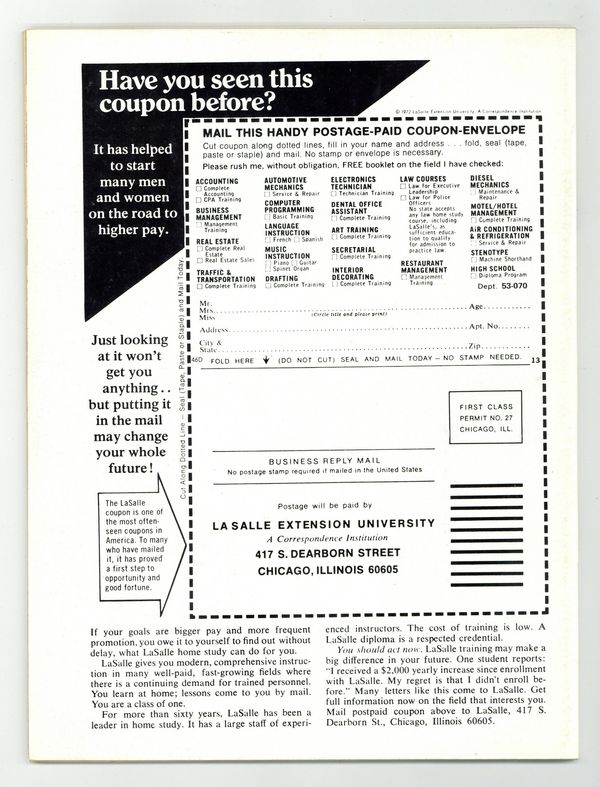 Have you seen this
coupon before?
It has helped
to start
many men
and women
on the road to
higher pay.
Just looking
at it won't
get you
anything . .
but putting it
in the mail
may change
your whole
future!
The LaSalle
coupon is one of
the most often-
seen coupons in
America. To many
who have mailed
it, it has proved
a first step to
opportunity and
good fortune.
© 1972 LaSalle Extension University, A Correspondence Institution
MAIL THIS HANDY POSTAGE-PAID COUPON-ENVELOPE
Cut coupon along dotted lines, fill in your name and address . . . fold, seal (tape,
paste or staple) and mail. No stamp or envelope is necessary.
Please rush me, without obligation, FREE booklet on the field I have checked:
ACCOUNTING
Complete
Accounting
CPA Training
BUSINESS
MANAGEMENT
Management
Training
REAL ESTATE
Complete Real
Estate
Real Estate Sales
TRAFFIC &
TRANSPORTATION
Complete Training
AUTOMOTIVE
MECHANICS
Service & Repair
COMPUTER
PROGRAMMING
Basic Training
LANGUAGE
INSTRUCTION
French Spanish
MUSIC
INSTRUCTION
Piano Guitar
Spinet Organ
DRAFTING
Complete Training
ELECTRONICS
TECHNICIAN
Technician Training
DENTAL OFFICE
ASSISTANT
Complete Training
ART TRAINING
Complete Training
SECRETARIAL
Complete Training
INTERIOR
DECORATING
Complete Training
LAW COURSES
Law for Executive
Leadership
Law for Police
Officers
No state accepts
any law home study
course, including
LaSalle's, as
sufficient educa-
tion to qualify
for admission to
practice law.
RESTAURANT
MANAGEMENT
Management
Training
DIESEL
MECHANICS
Maintenance &
Repair
MOTEL/HOTEL
MANAGEMENT
Complete Training
AIR CONDITIONING
& REFRIGERATION
Service & Repair
STENOTYPE
Machine Shorthand
HIGH SCHOOL
Diploma Program
Dept. 53-070
Mr.
Mrs. Age
Miss (Circle title and please print)
Address Apt. No.
City &
State Zip
46D FOLD HERE (DO NOT CUT) SEAL AND MAIL TODAY – NO STAMP NEEDED. 13
Cut Along Dotted Line – Seal (Tape, Paste or Staple) and Mail Today.
FIRST CLASS
PERMIT NO. 27
CHICAGO, ILL.
BUSINESS REPLY MAIL
No postage stamp required if mailed in the United States
Postage will be paid by
LA SALLE EXTENSION UNIVERSITY
A Correspondence Institution
417 S. DEARBORN STREET
CHICAGO, ILLINOIS 60605
If your goals are bigger pay and more frequent
promotion, you owe it to yourself to find out without
delay, what LaSalle home study can do for you.
LaSalle gives you modern, comprehensive instruc-
tion in many well-paid, fast-growing fields where
there is a continuing demand for trained personnel.
You learn at home; lessons come to you by mail.
You are a class of one.
For more than sixty years, LaSalle has been a
leader in home study. It has a large staff of experi-
enced instructors. The cost of training is low. A
LaSalle diploma is a respected credential.
You should act now. LaSalle training may make a
big difference in your future. One student reports:
"I received a $2,000 yearly increase since enrollment
with LaSalle. My regret is that I didn't enroll be-
fore." Many letters like this come to LaSalle. Get
full information now on the field that interests you.
Mail postpaid coupon above to LaSalle, 417 S.
Dearborn St., Chicago, Illinois 60605.